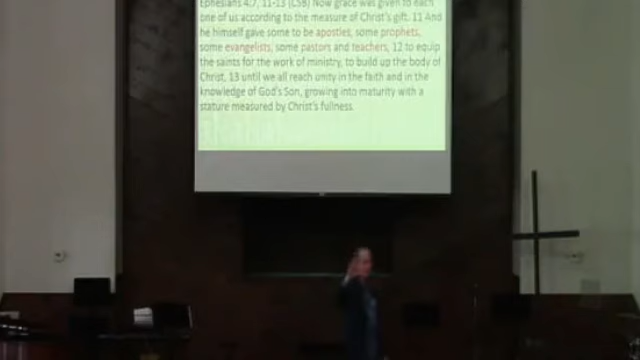 Ephesians 4:7, 11-13 (CSB) Now grace was given to each
one of us according to the measure of Christ's gift. 11 And
he himself gave some to be apostles, some prophets,
some evangelists, some pastors and teachers, 12 to equip
the saints for the work of ministry, to build up the body of
Christ, 13 until we all reach unity in the faith and in the
knowledge of God's Son, growing into maturity with a
stature measured by Christ's fullness.